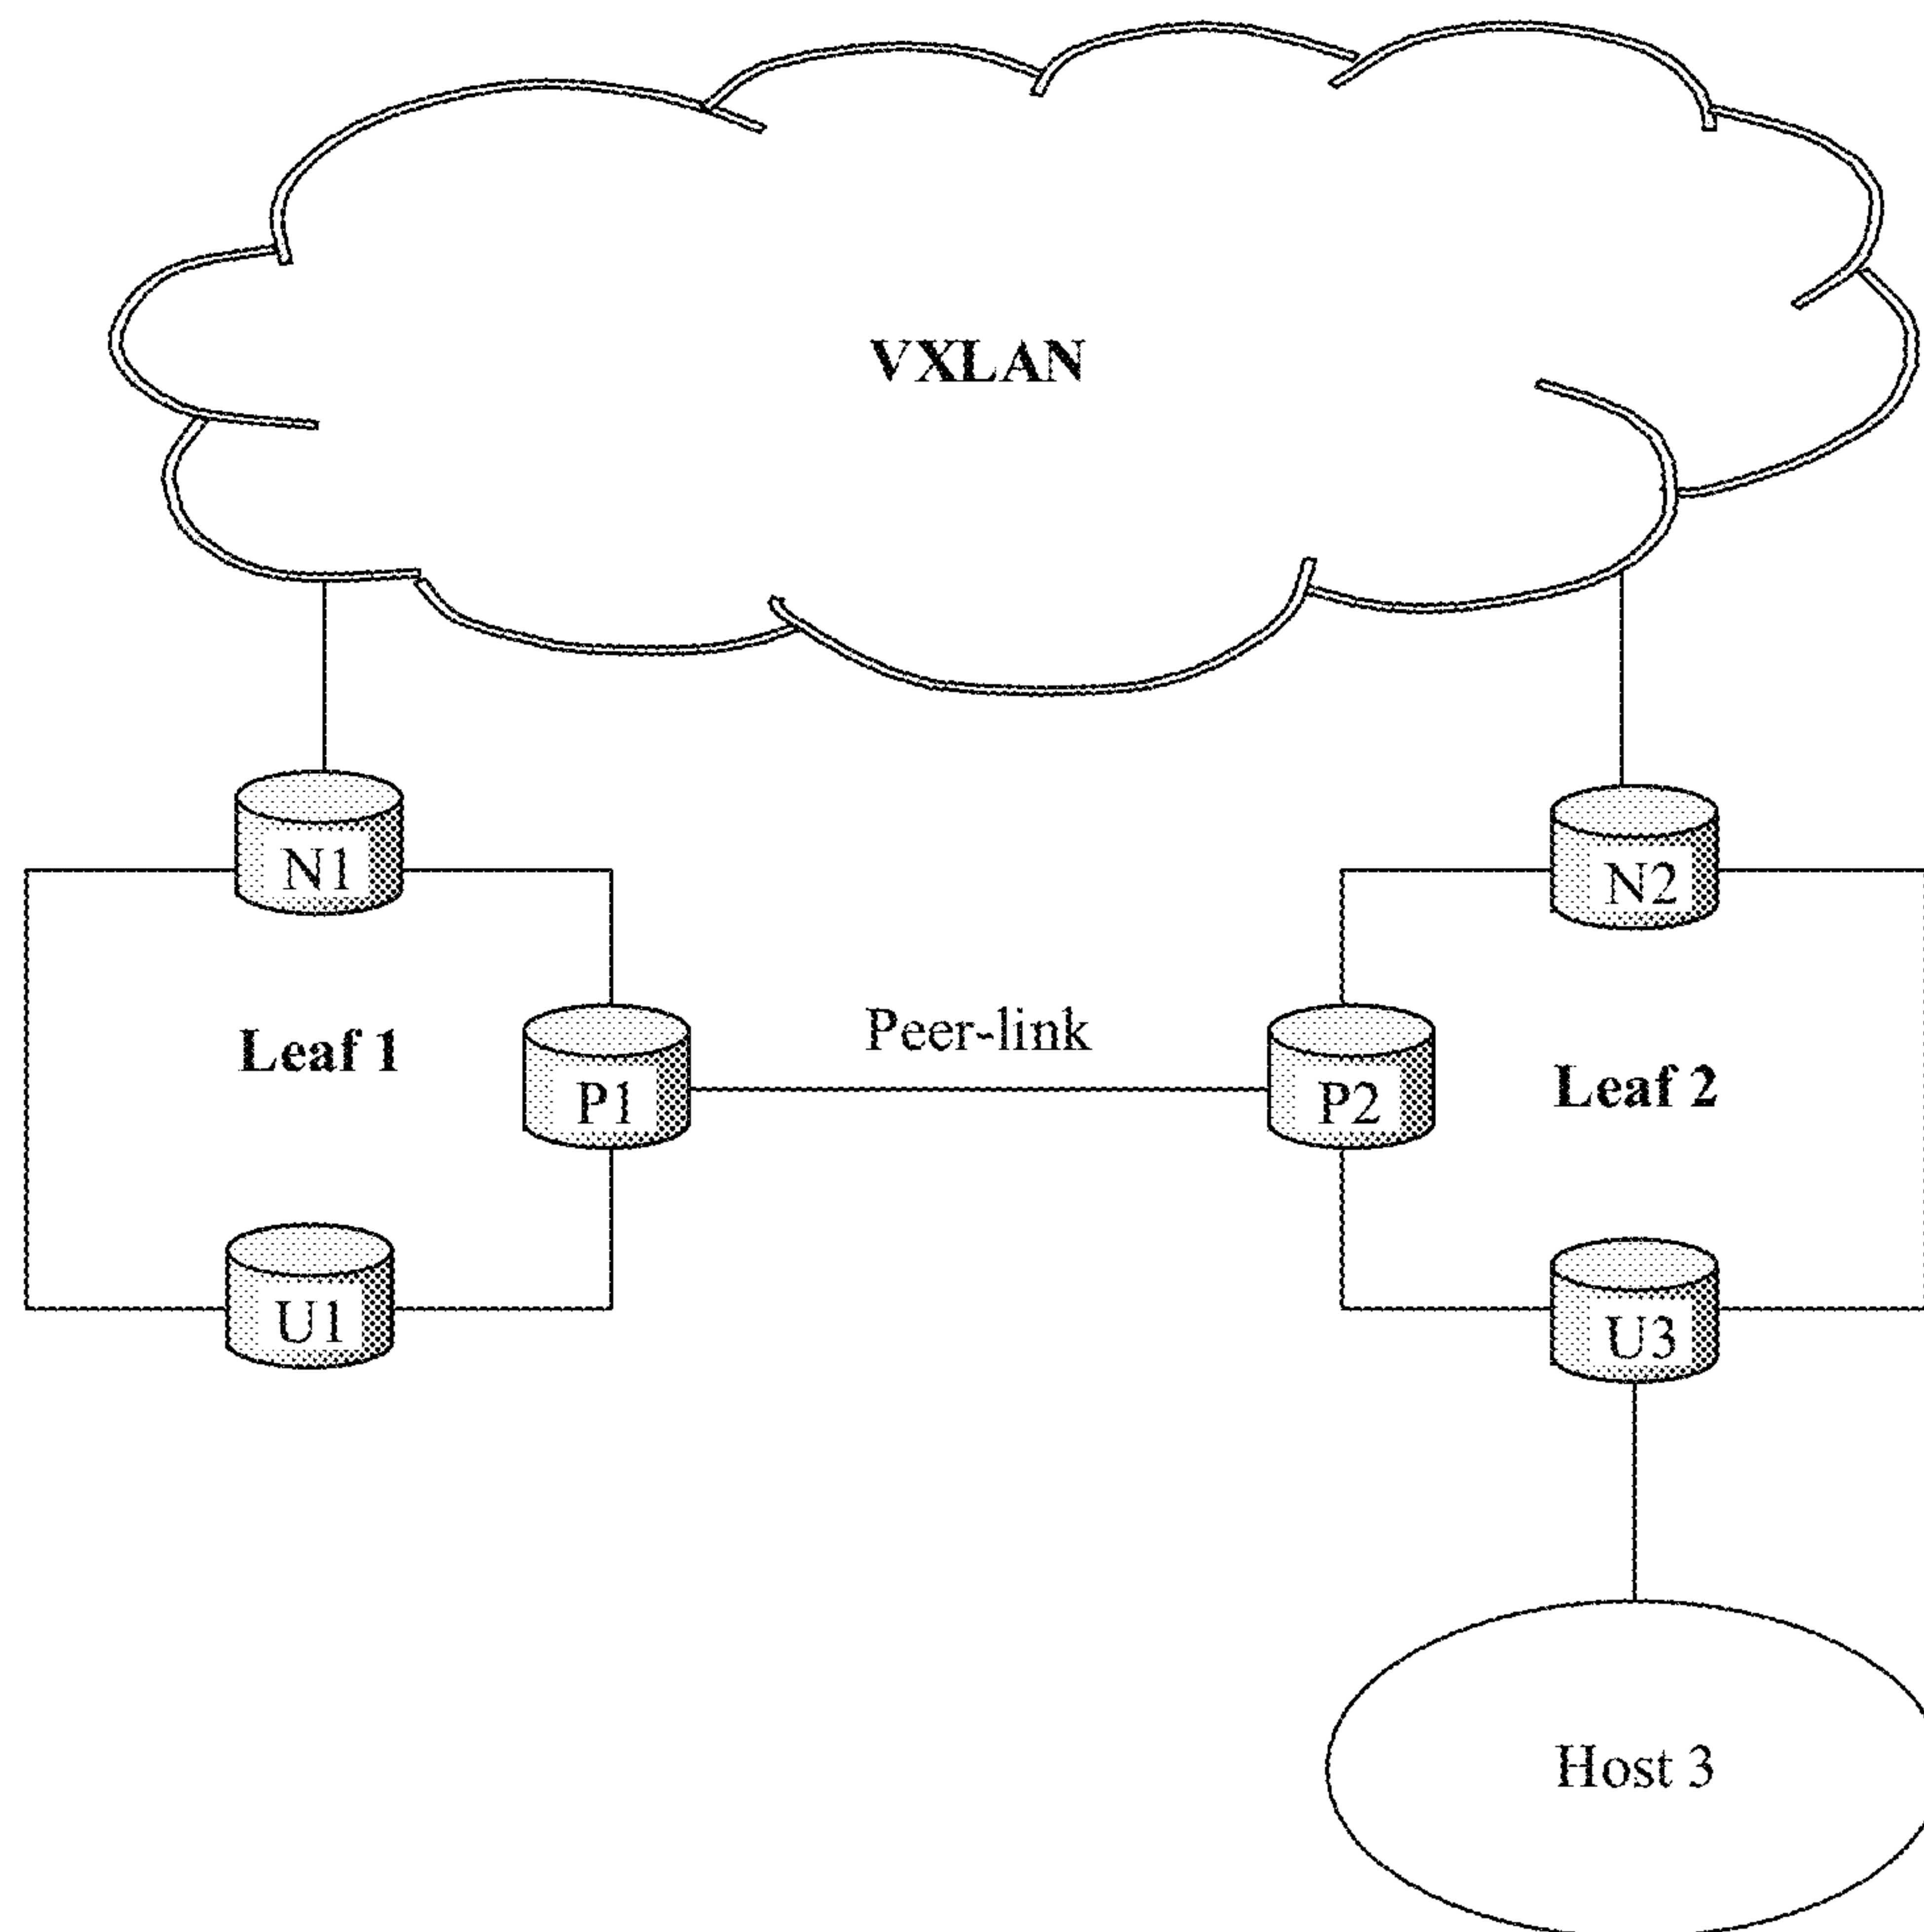 VXLAN
N1
N2
Leaf 1
Peer-link
P1
P2
Leaf 2
U1
U3
Host 3